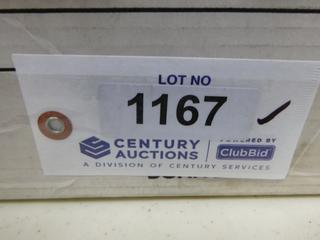 LOT NO
1167
CENTURY AUCTIONS
POWERED BY
ClubBid
A DIVISION OF CENTURY SERVICES